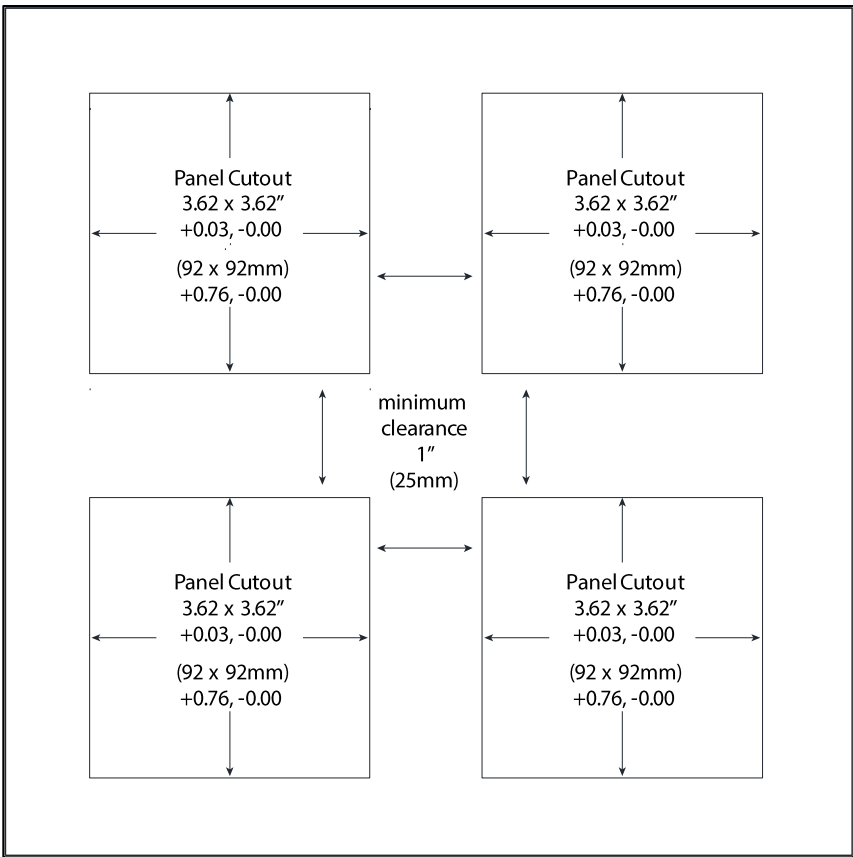 Panel Cutout
3.62 x 3.62”
+0.03, -0.00
(92 x 92mm)
+0.76, -0.00
Panel Cutout
3.62 x 3.62”
+0.03, -0.00
(92 x 92mm)
+0.76, -0.00
minimum
clearance
1”
(25mm)
Panel Cutout
3.62 x 3.62”
+0.03, -0.00
(92 x 92mm)
+0.76, -0.00
Panel Cutout
3.62 x 3.62”
+0.03, -0.00
(92 x 92mm)
+0.76, -0.00